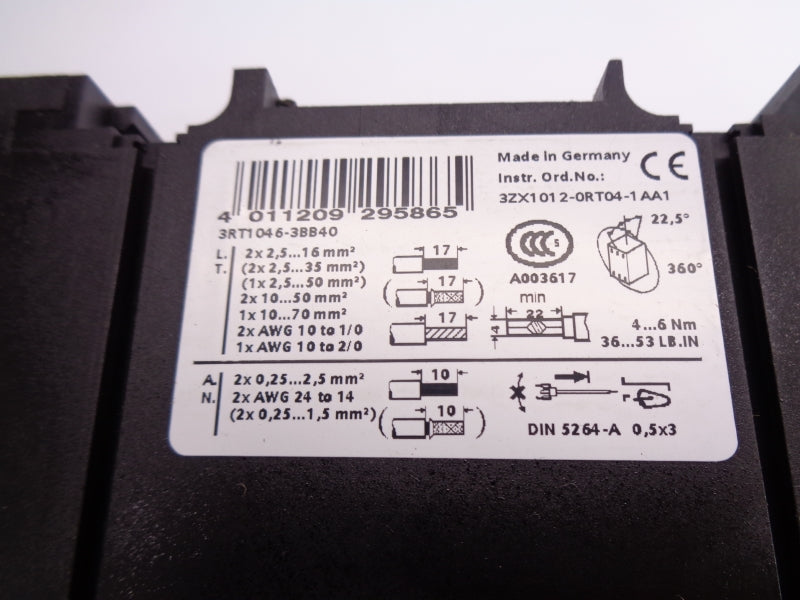 4 011209 295865
3RT1046-3BB40
Made in Germany
Instr. Ord.No.:
3ZX1012-0RT04-1AA1
CE
L. 2x 2,5...16 mm²
T. (2x 2,5...35 mm²)
(1x 2,5...50 mm²)
2x 10...50 mm²
1x 10...70 mm²
2x AWG 10 to 1/0
1x AWG 10 to 2/0
17
( 17 )
17
CCC S
A003617
min
22
4
22,5°
360°
4...6 Nm
36...53 LB.IN
A. 2x 0,25...2,5 mm²
N. 2x AWG 24 to 14
(2x 0,25...1,5 mm²)
10
( 10 )
DIN 5264-A 0,5x3